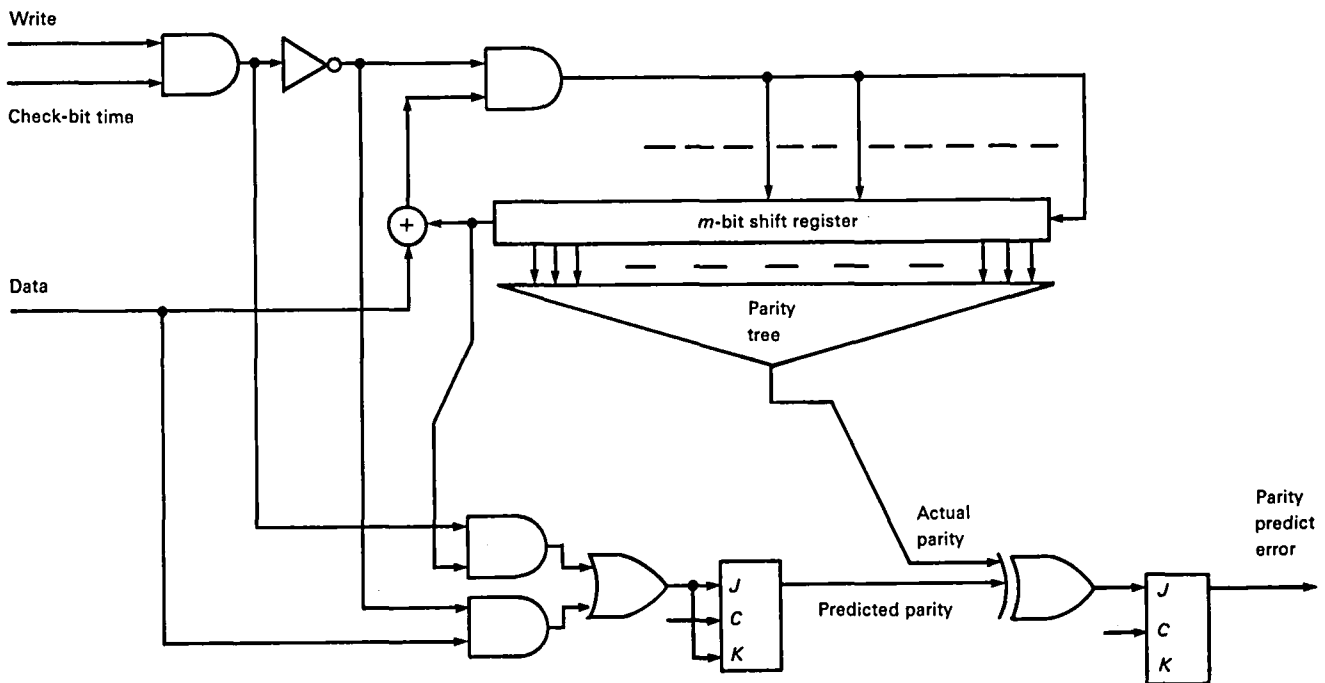 Write
Check-bit time
+
m-bit shift register
Data
Parity
tree
Actual
parity
Parity
predict
error
J
C
K
Predicted parity
J
C
K